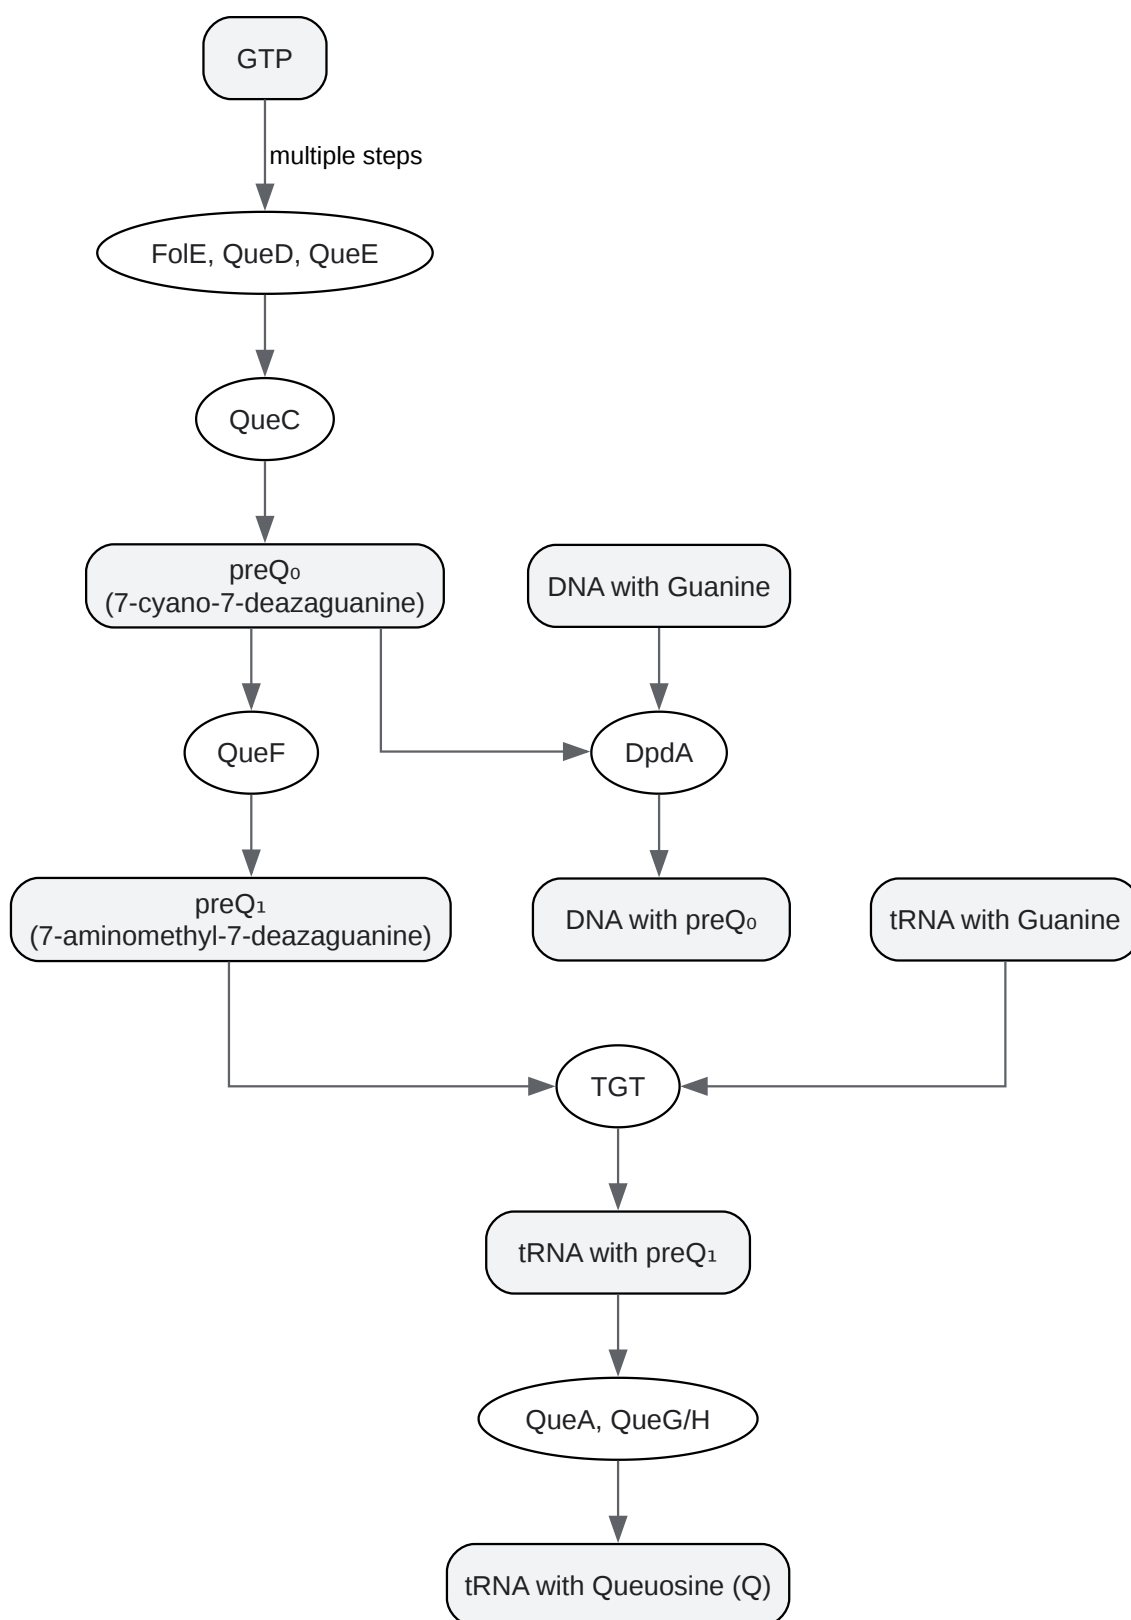 GTP
multiple steps
FolE, QueD, QueE
QueC
preQ₀
(7-cyano-7-deazaguanine)
DNA with Guanine
QueF
DpdA
preQ₁
(7-aminomethyl-7-deazaguanine)
DNA with preQ₀
tRNA with Guanine
TGT
tRNA with preQ₁
QueA, QueG/H
tRNA with Queuosine (Q)